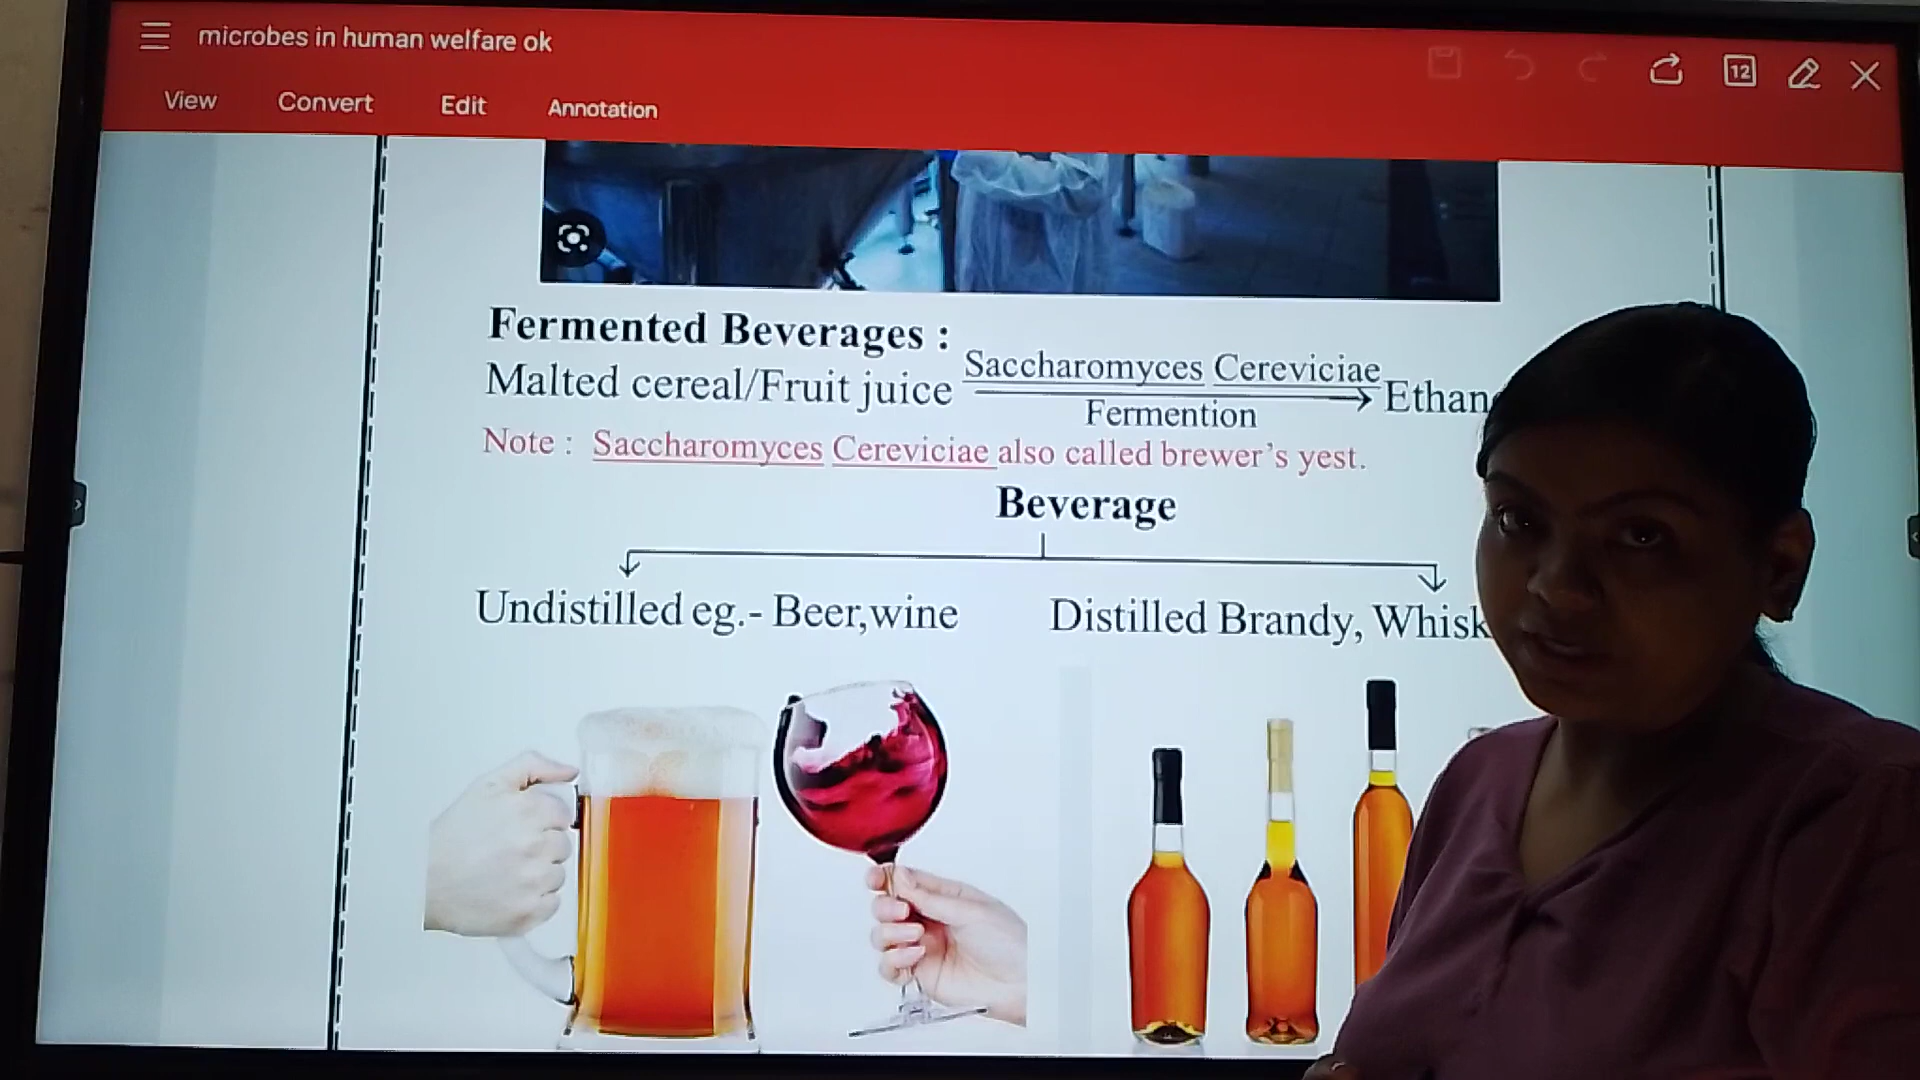 microbes in human welfare ok
12
View Convert Edit Annotation
Fermented Beverages :
Saccharomyces Cereviciae
Malted cereal/Fruit juice
Fermention
Note : Saccharomyces Cereviciae also called brewer's yest.
Beverage
Undistilled eg.- Beer,wine Distilled Brandy,